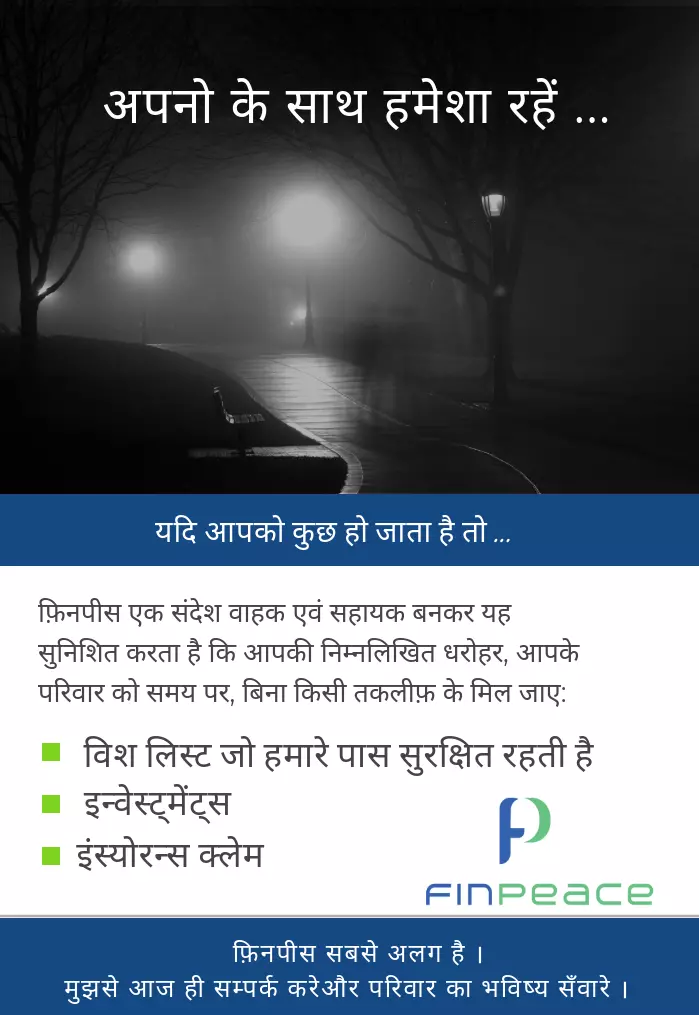 अपनो के साथ हमेशा रहें ...
यदि आपको कुछ हो जाता है तो ...
फ़िनपीस एक संदेश वाहक एवं सहायक बनकर यह
सुनिशित करता है कि आपकी निम्नलिखित धरोहर, आपके
परिवार को समय पर, बिना किसी तकलीफ़ के मिल जाए:
विश लिस्ट जो हमारे पास सुरक्षित रहती है
इन्वेस्ट्मेंट्स
इंस्योरन्स क्लेम
FINPEACE
फ़िनपीस सबसे अलग है ।
मुझसे आज ही सम्पर्क करेऔर परिवार का भविष्य सँवारे ।